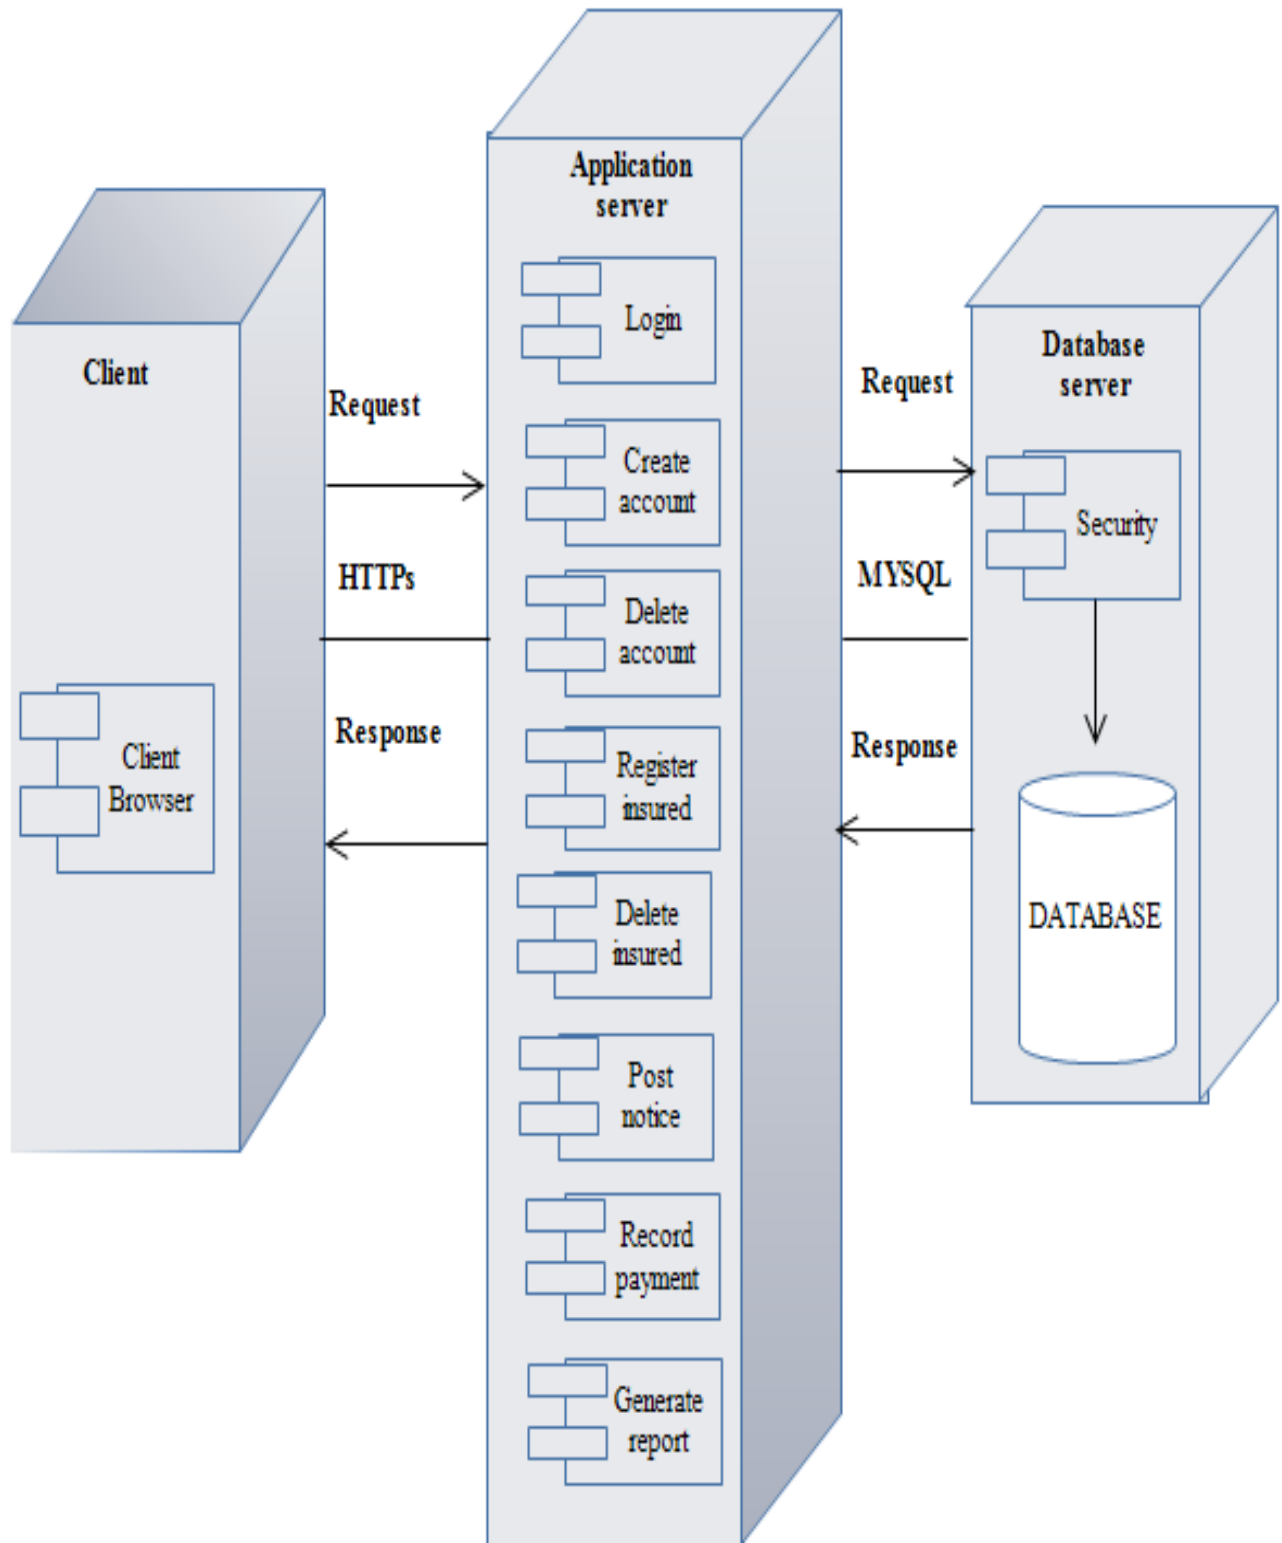 Client
Client
Browser
Request
HTTPs
Response
Application
server
Login
Create
account
Delete
account
Register
insured
Delete
insured
Post
notice
Record
payment
Generate
report
Request
MYSQL
Response
Database
server
Security
DATABASE